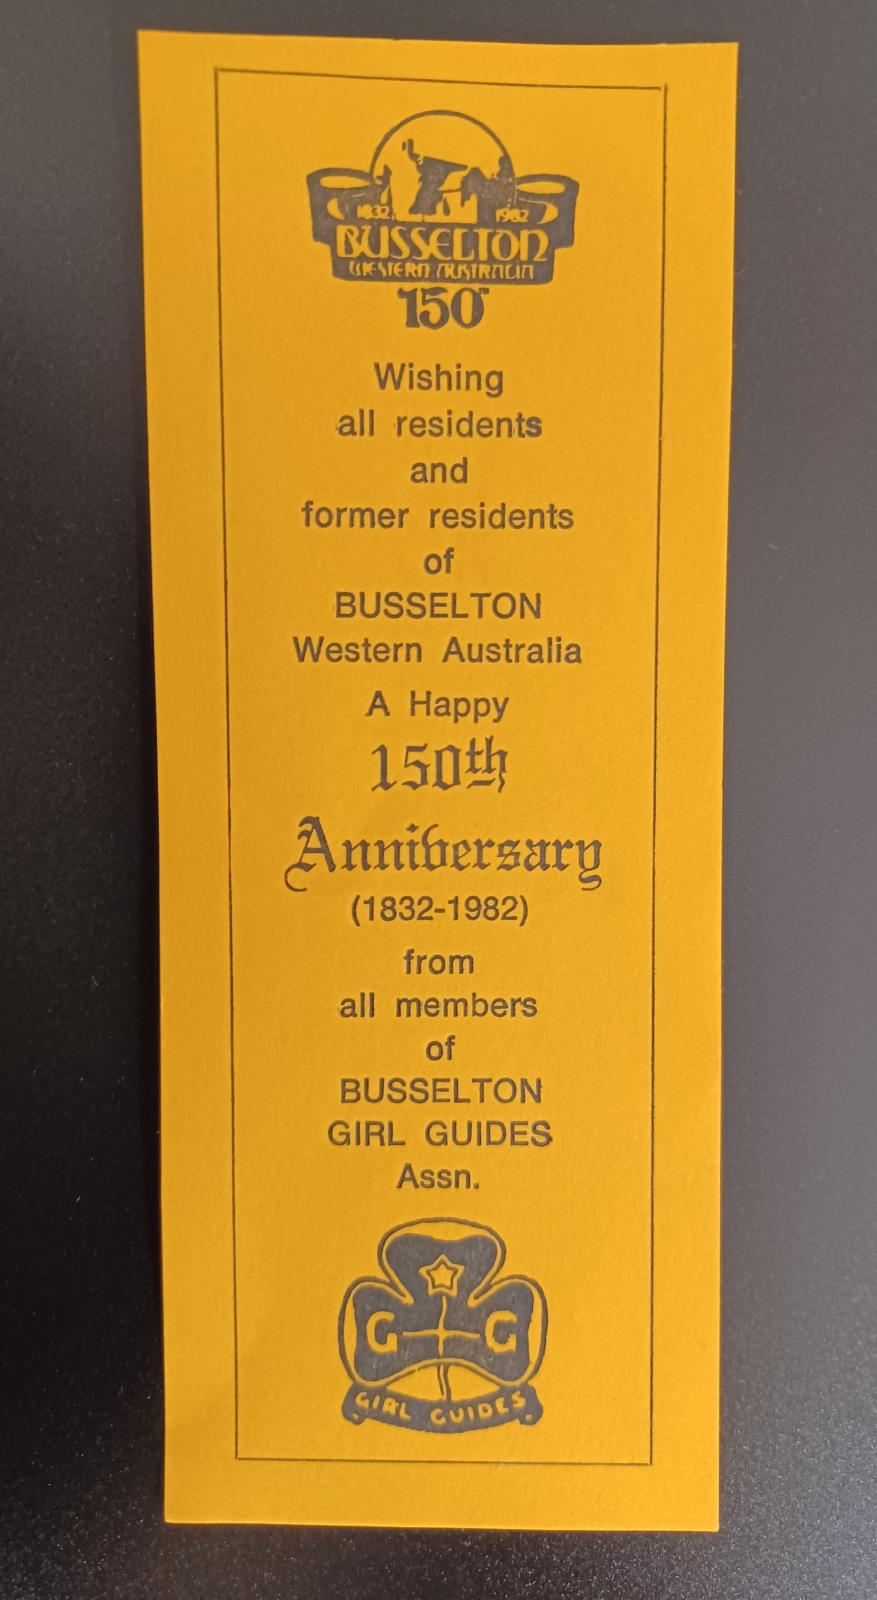 1832 1982
BUSSELTON
WESTERN AUSTRALIA
150
Wishing
all residents
and
former residents
of
BUSSELTON
Western Australia
A Happy
150th
Anniversary
(1832-1982)
from
all members
of
BUSSELTON
GIRL GUIDES
Assn.
G G
GIRL GUIDES